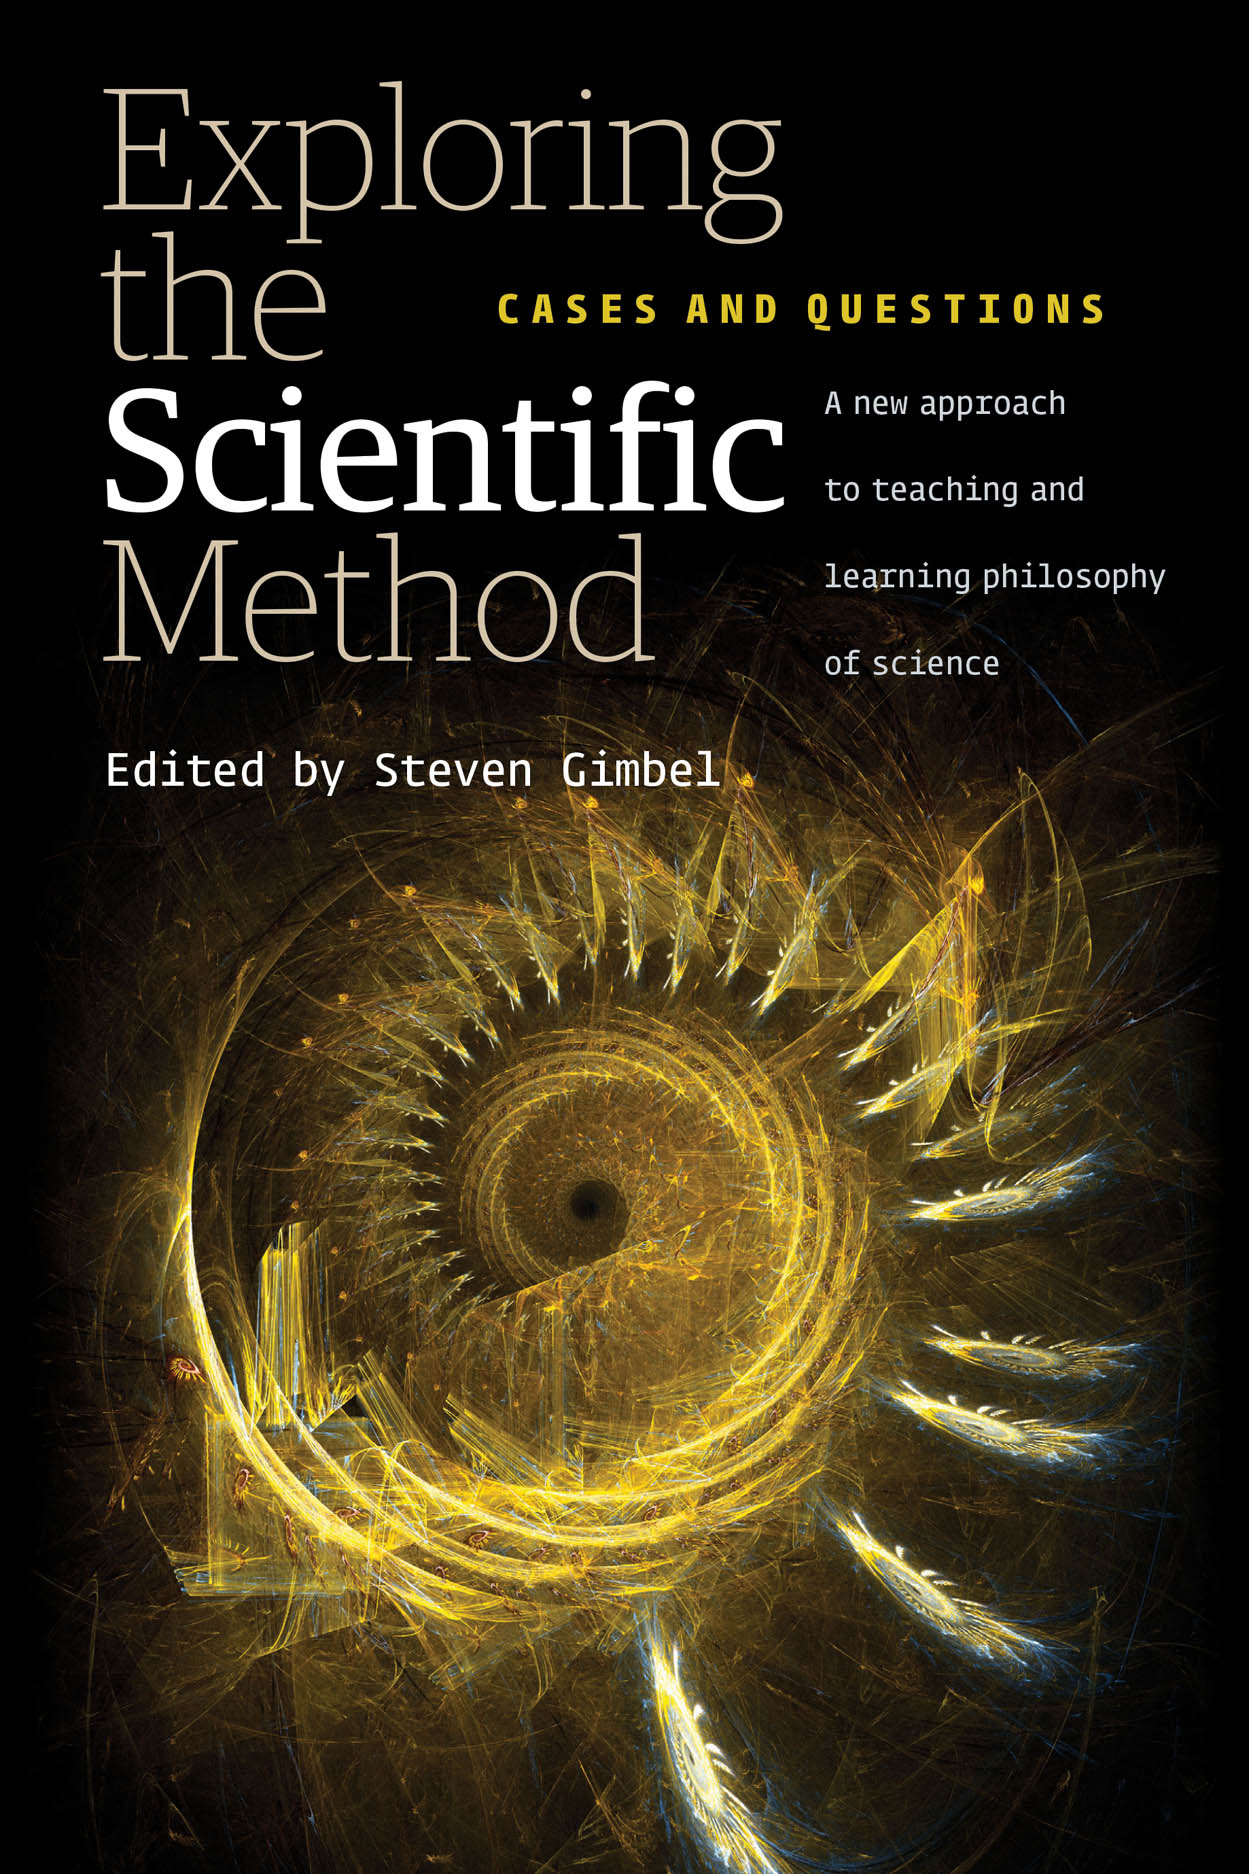 Exploring
the
CASES AND QUESTIONS
Scientific
Method
A new approach
to teaching and
learning philosophy
of science
Edited by Steven Gimbel